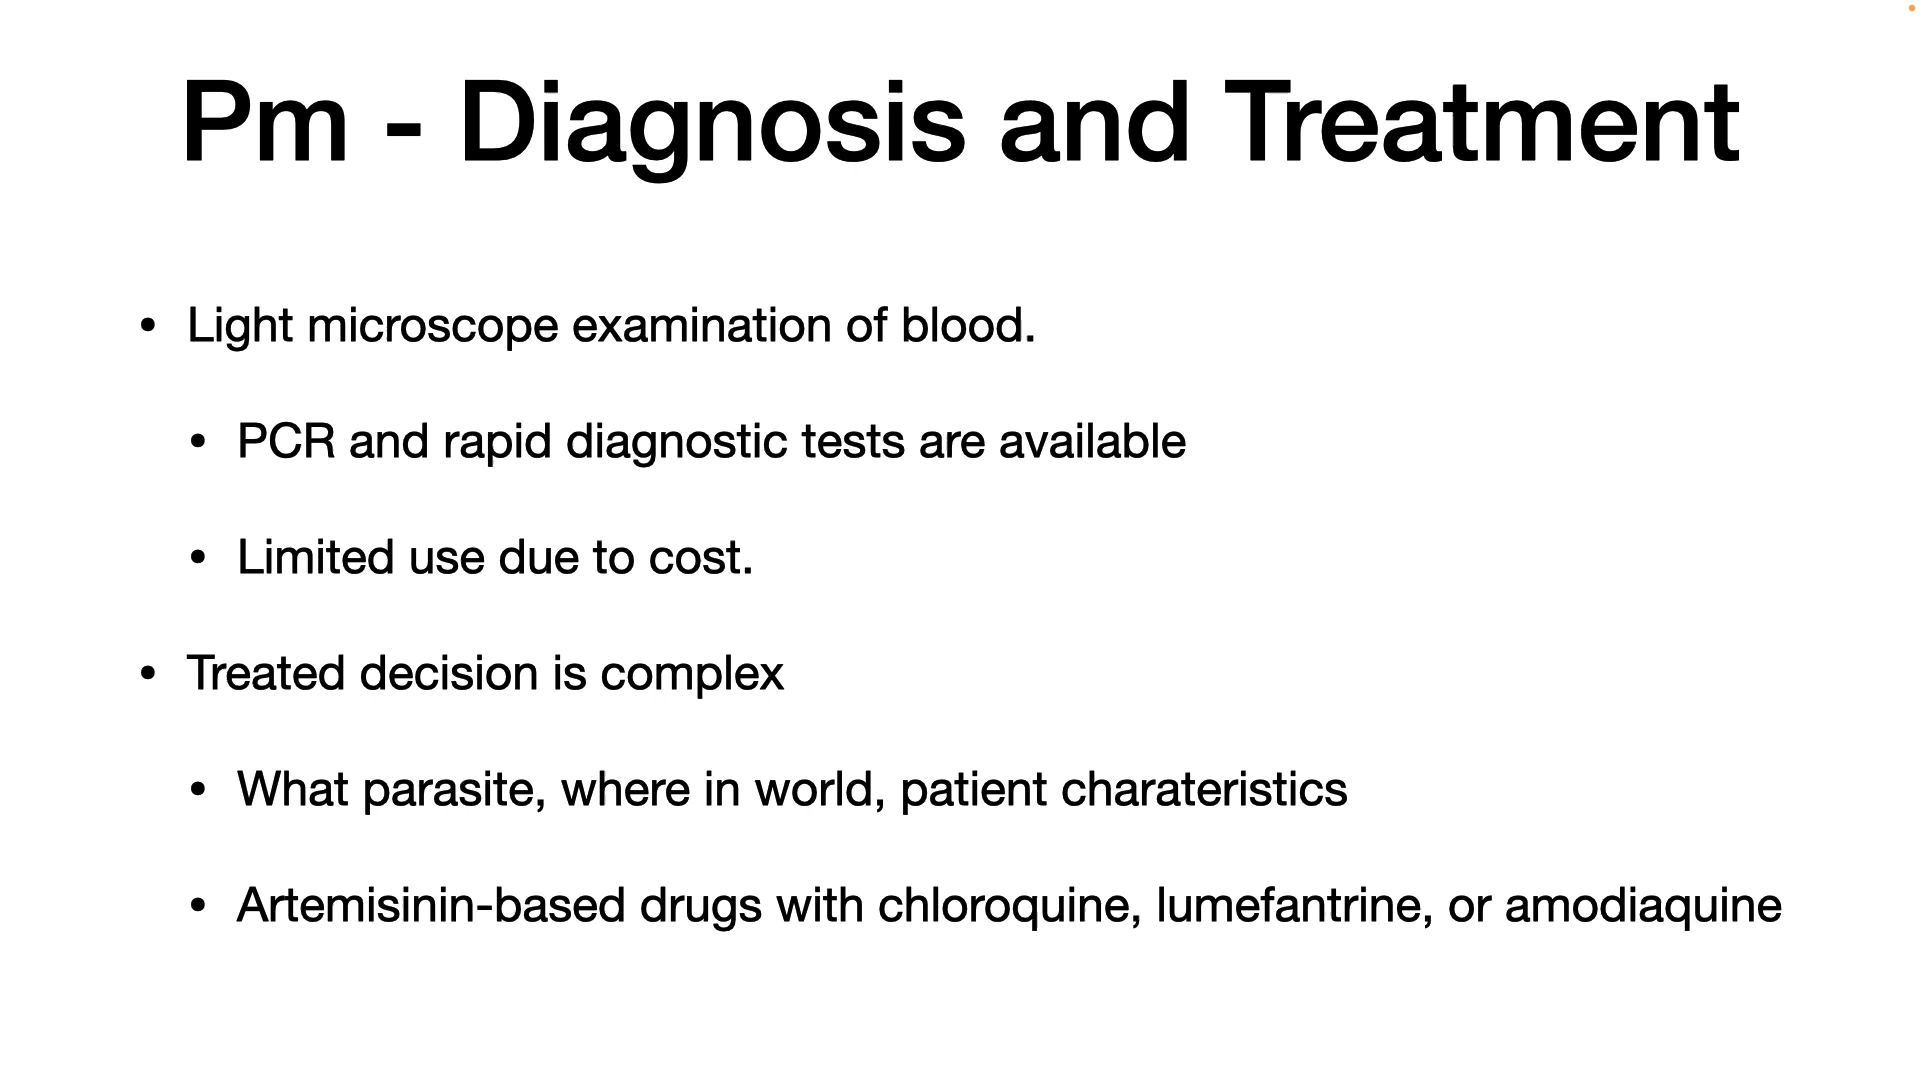 Pm - Diagnosis and Treatment
• Light microscope examination of blood.
• PCR and rapid diagnostic tests are available
• Limited use due to cost.
• Treated decision is complex
• What parasite, where in world, patient charateristics
• Artemisinin-based drugs with chloroquine, lumefantrine, or amodiaquine